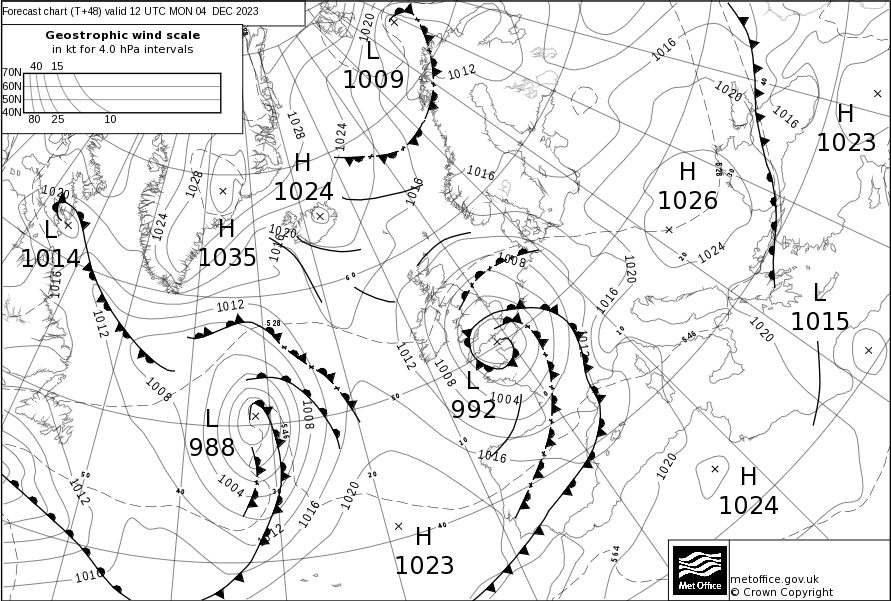 Forecast chart (T+48) valid 12 UTC MON 04 DEC 2023
Geostrophic wind scale
in kt for 4.0 hPa intervals
40 15
70N
60N
50N
40N
80 25 10
1020
L
1009
1012
1016
1020
1016
H
1023
1028
1024
H
1024
1016
1016
H
1026
528
1028
1020
L
1014
1024
H
1035
1020
1016
60
1008
1020
20
1024
1016
1012
1012
528
1016
L
1015
1020
1012
1012
10
546
1008
1008
L
992
1004
50
0
L
988
1008
546
1016
10
1020
H
1024
50
1012
40
1004
30
1016
1020
20
1012
H
1023
40
564
1016
Met Office
metoffice.gov.uk
© Crown Copyright